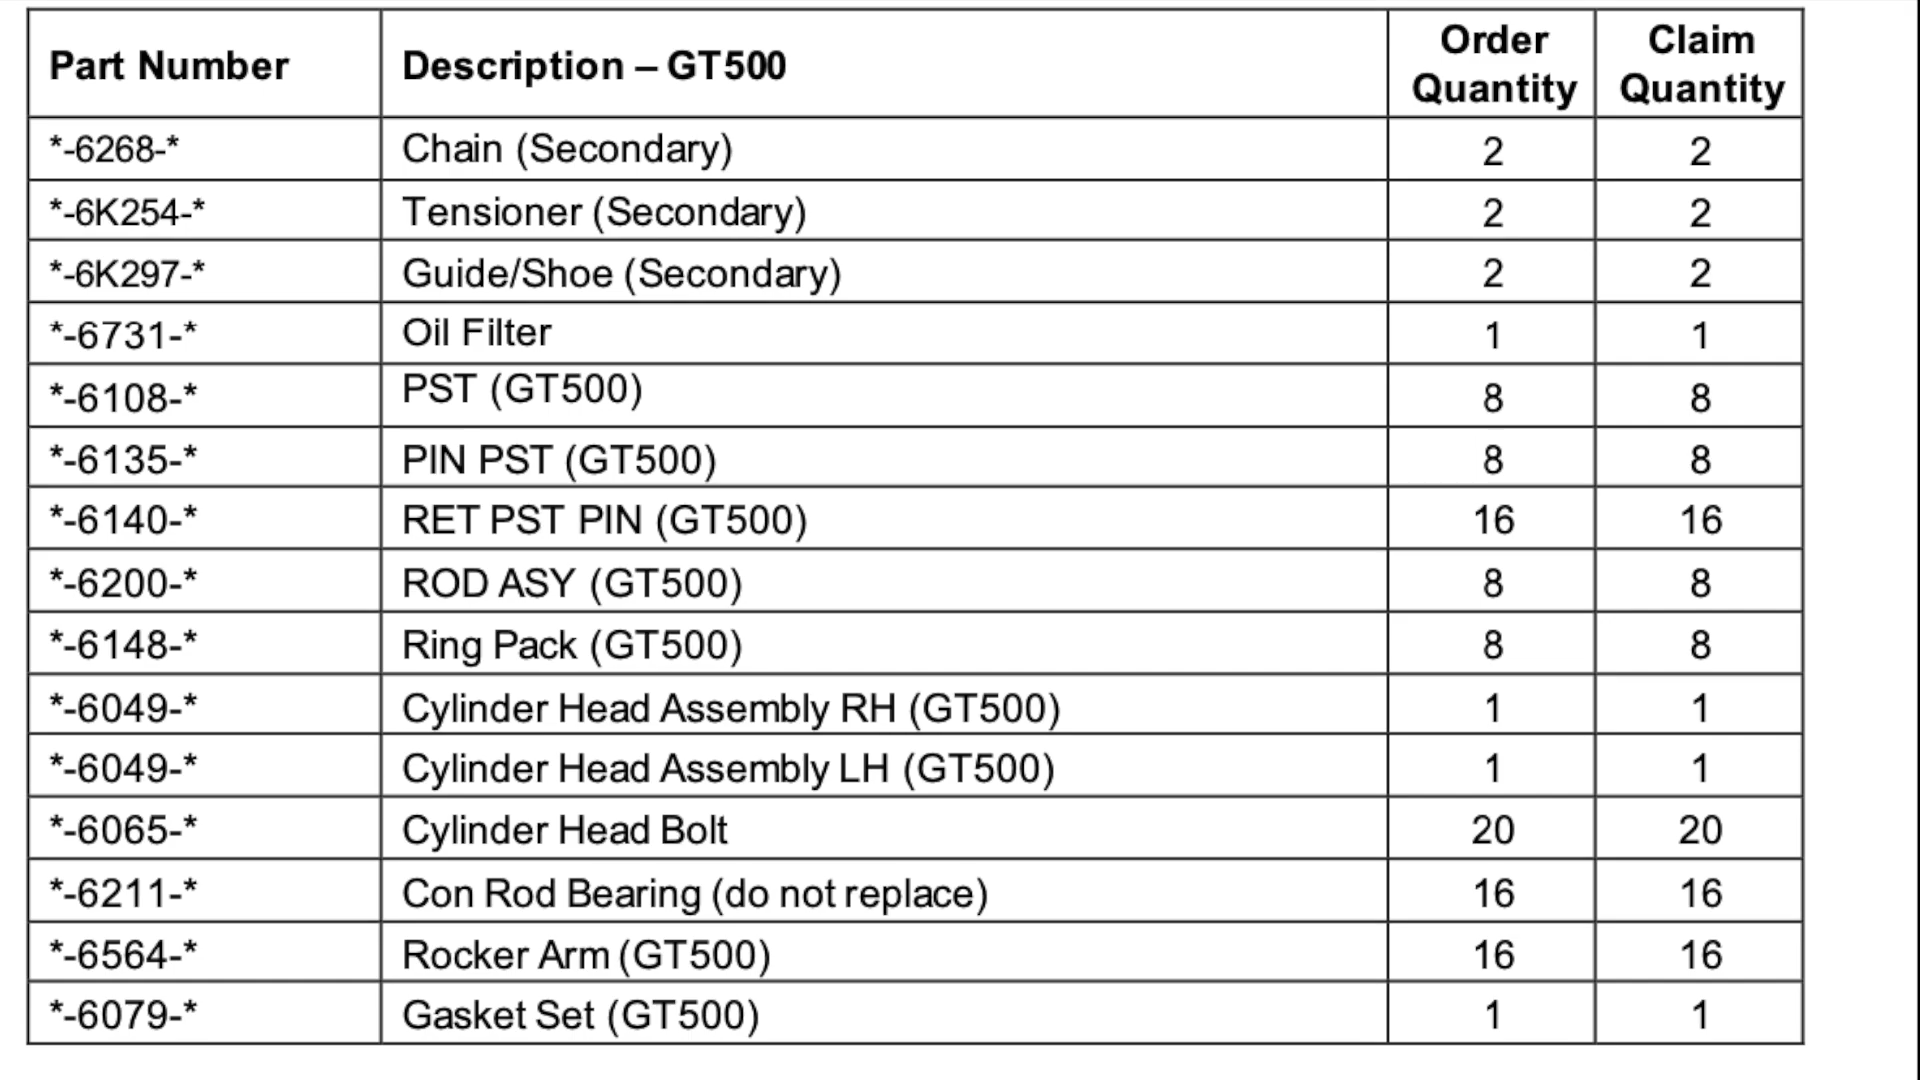 Part Number Description – GT500 Order Quantity Claim Quantity
*-6268-* Chain (Secondary) 2 2
*-6K254-* Tensioner (Secondary) 2 2
*-6K297-* Guide/Shoe (Secondary) 2 2
*-6731-* Oil Filter 1 1
*-6108-* PST (GT500) 8 8
*-6135-* PIN PST (GT500) 8 8
*-6140-* RET PST PIN (GT500) 16 16
*-6200-* ROD ASY (GT500) 8 8
*-6148-* Ring Pack (GT500) 8 8
*-6049-* Cylinder Head Assembly RH (GT500) 1 1
*-6049-* Cylinder Head Assembly LH (GT500) 1 1
*-6065-* Cylinder Head Bolt 20 20
*-6211-* Con Rod Bearing (do not replace) 16 16
*-6564-* Rocker Arm (GT500) 16 16
*-6079-* Gasket Set (GT500) 1 1